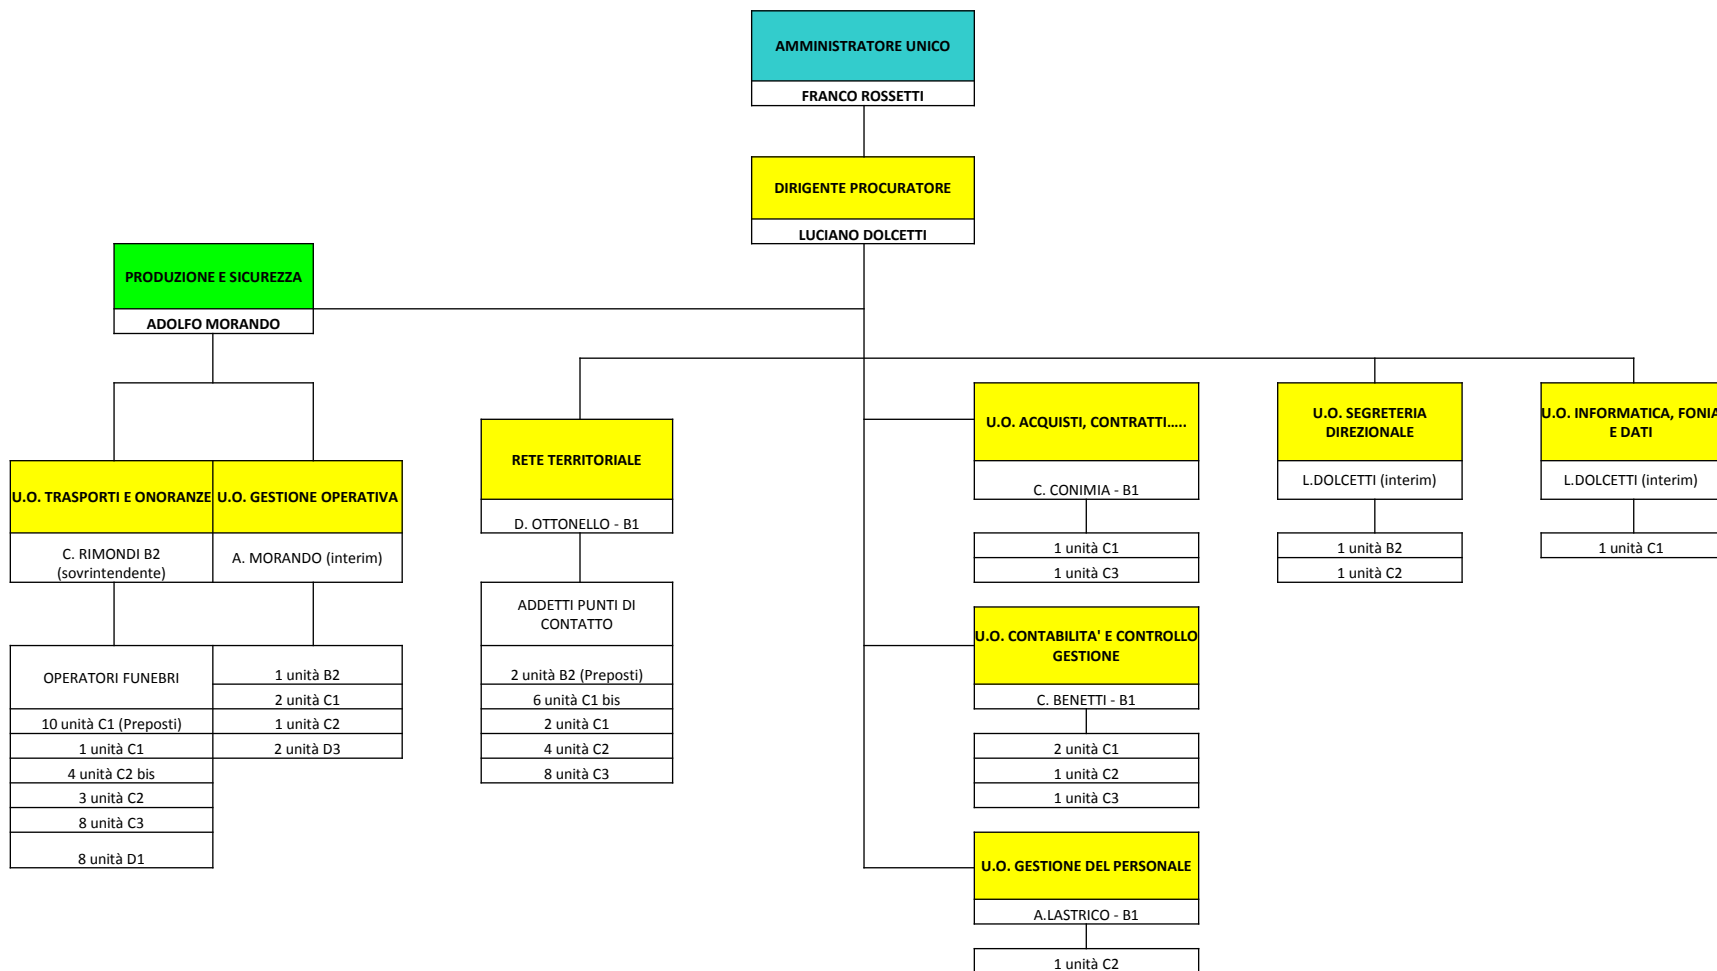 AMMINISTRATORE UNICO
FRANCO ROSSETTI
DIRIGENTE PROCURATORE
LUCIANO DOLCETTI
PRODUZIONE E SICUREZZA
ADOLFO MORANDO
U.O. TRASPORTI E ONORANZE
C. RIMONDI B2
(sovrintendente)
OPERATORI FUNEBRI
10 unità C1 (Preposti)
1 unità C1
4 unità C2 bis
3 unità C2
8 unità C3
8 unità D1
U.O. GESTIONE OPERATIVA
A. MORANDO (interim)
1 unità B2
2 unità C1
1 unità C2
2 unità D3
RETE TERRITORIALE
D. OTTONELLO - B1
ADDETTI PUNTI DI
CONTATTO
2 unità B2 (Preposti)
6 unità C1 bis
2 unità C1
4 unità C2
8 unità C3
U.O. ACQUISTI, CONTRATTI.....
C. CONIMIA - B1
1 unità C1
1 unità C3
U.O. CONTABILITA' E CONTROLLO
GESTIONE
C. BENETTI - B1
2 unità C1
1 unità C2
1 unità C3
U.O. GESTIONE DEL PERSONALE
A.LASTRICO - B1
1 unità C2
U.O. SEGRETERIA
DIREZIONALE
L.DOLCETTI (interim)
1 unità B2
1 unità C2
U.O. INFORMATICA, FONIA
E DATI
L.DOLCETTI (interim)
1 unità C1